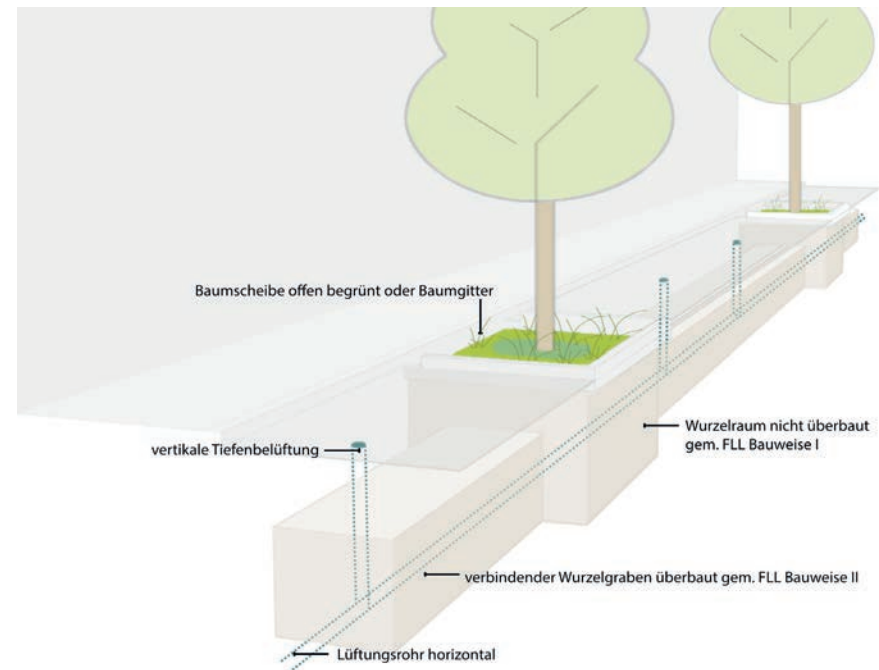 Baumscheibe offen begrünt oder Baumgitter
Wurzelraum nicht überbaut
gem. FLL Bauweise I
vertikale Tiefenbelüftung
verbindender Wurzelgraben überbaut gem. FLL Bauweise II
Lüftungsrohr horizontal